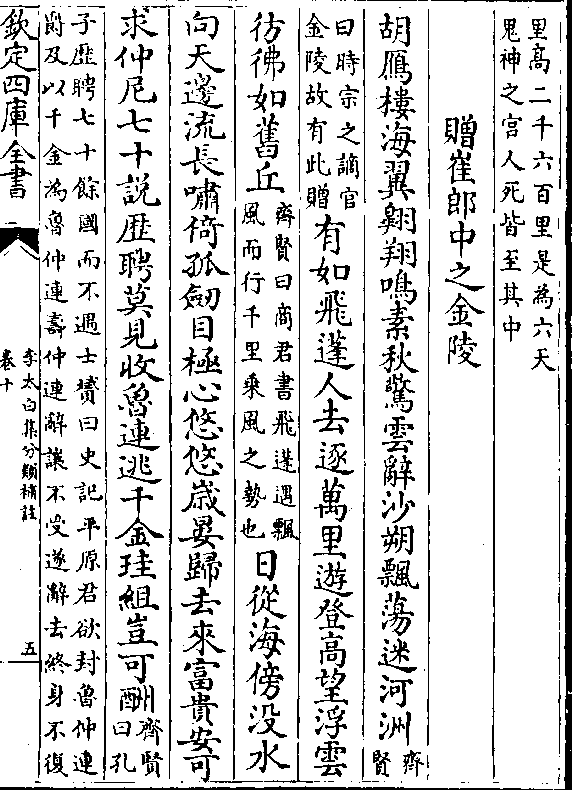 里高二千六百里是為六天
鬼神之宫人死皆至其中
贈崔郎中之金陵
胡鴈棲海翼翺翔鳴素秋驚雲辭沙朔飄蕩迷河洲齊賢
曰時宗之謫官金陵故有此贈有如飛蓬人去逐萬里遊登高望浮雲
彷彿如舊丘齊賢曰商君書飛蓬遇飄風而行千里乗風之勢也日從海傍没水
向天邊流長嘯倚孤劒目極心悠悠歳晏歸去來富貴安可
求仲尼七十説歴聘莫見收魯連逃千金珪組豈可酬齊賢曰孔
子歴聘七十餘國而不遇士贇曰史記平原君欲封魯仲連
爵及以千金為魯仲連壽仲連辭讓不受遂辭去終身不復
欽定四庫全書
李太白集分類補註
卷十
五